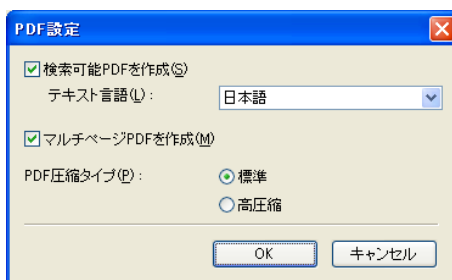 PDF設定
検索可能PDFを作成(S)
テキスト言語(L)： 日本語
マルチページPDFを作成(M)
PDF圧縮タイプ(P)： 標準
高圧縮
OK キャンセル